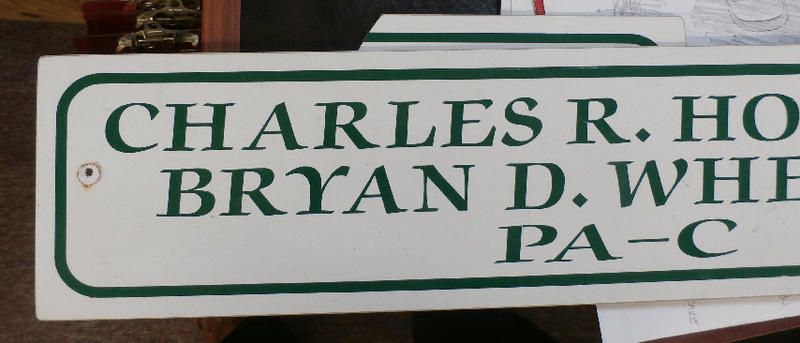 CHARLES R. HO
BRYAN D. WHE
PA-C